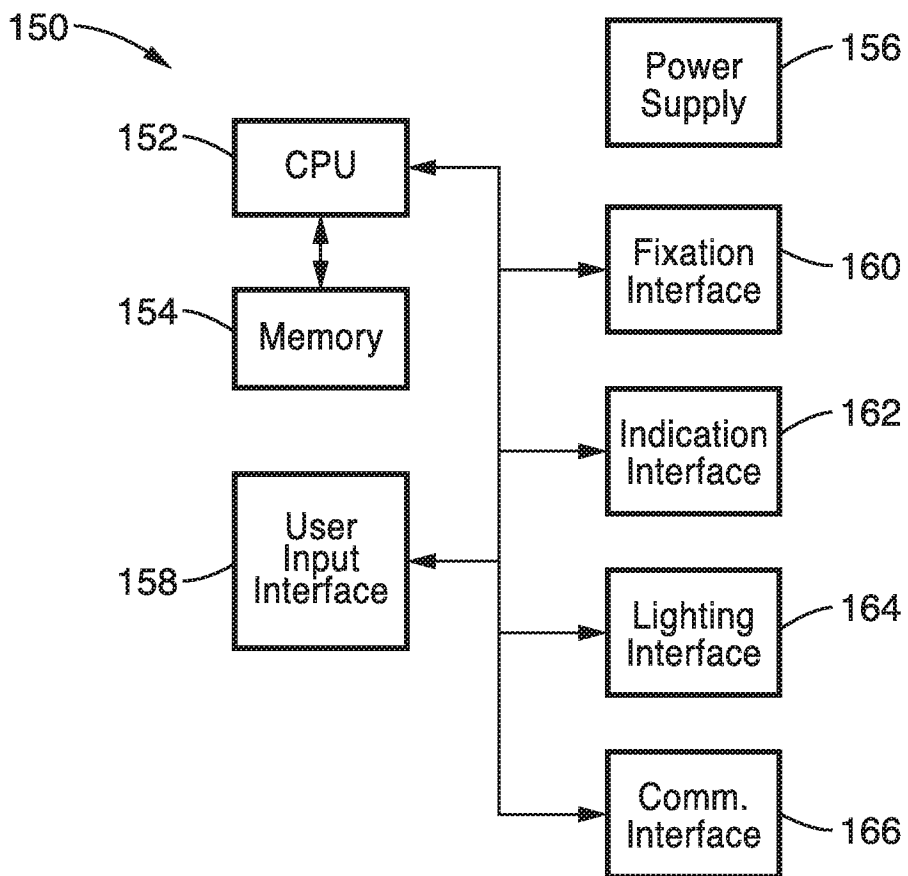 150
156
Power
Supply
152
CPU
Fixation
Interface
160
154
Memory
Indication
Interface
162
158
User
Input
Interface
Lighting
Interface
164
Comm.
Interface
166